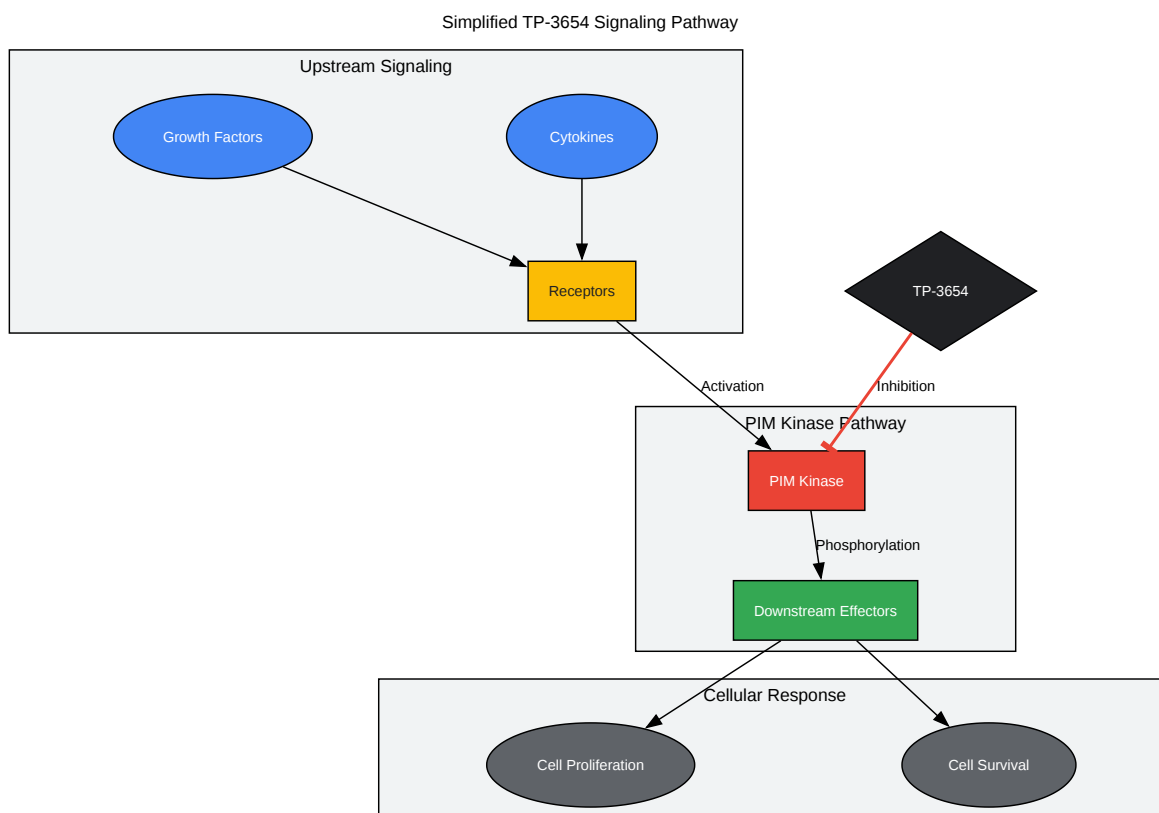 Simplified TP-3654 Signaling Pathway
Upstream Signaling
Growth Factors
Cytokines
Receptors
TP-3654
Activation
Inhibition
PIM Kinase Pathway
PIM Kinase
Phosphorylation
Downstream Effectors
Cellular Response
Cell Proliferation
Cell Survival